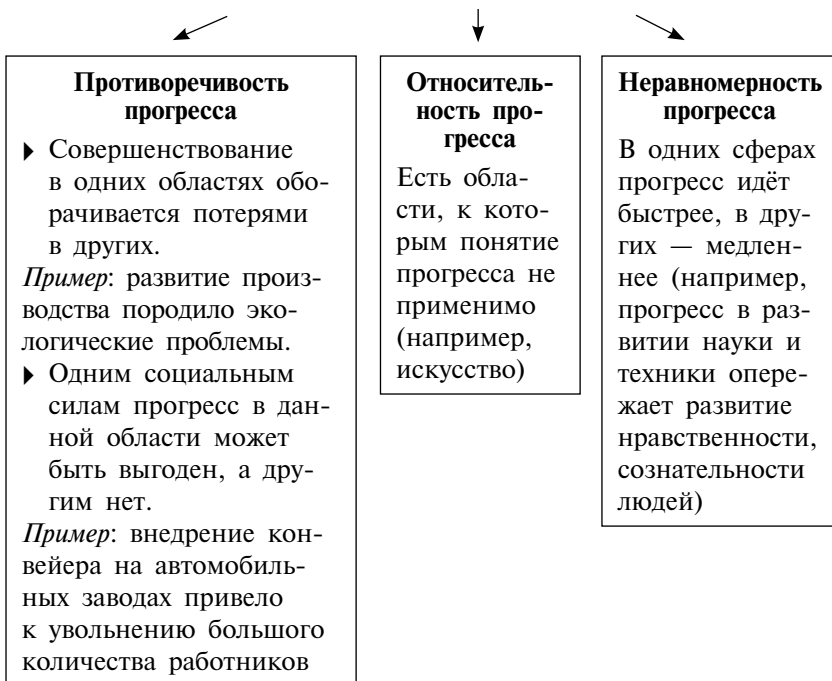 Противоречивость
прогресса
Совершенствование
в одних областях обо-
рачивается потерями
в других.
Пример: развитие произ-
водства породило эко-
логические проблемы.
Одним социальным
силам прогресс в дан-
ной области может
быть выгоден, а дру-
гим нет.
Пример: внедрение кон-
вейера на автомобиль-
ных заводах привело
к увольнению большого
количества работников
Относитель-
ность про-
гресса
Есть обла-
сти, к кото-
рым понятие
прогресса не
применимо
(например,
искусство)
Неравномерность
прогресса
В одних сферах
прогресс идёт
быстрее, в дру-
гих — медлен-
нее (например,
прогресс в раз-
витии науки и
техники опере-
жает развитие
нравственности,
сознательности
людей)